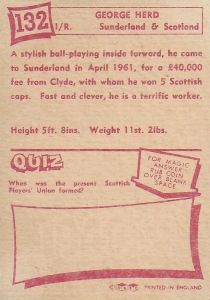 132
I/R.
GEORGE HERD
Sunderland & Scotland
A stylish ball-playing inside forward, he came
to Sunderland in April 1961, for a £40,000
fee from Clyde, with whom he won 5 Scottish
caps. Fast and clever, he is a terrific worker.
Height 5ft. 8ins. Weight 11st. 2lbs.
QUIZ
When was the present Scottish
Players' Union formed?
FOR MAGIC
ANSWER
RUB COIN
OVER BLANK
SPACE
© A&BC PRINTED IN ENGLAND